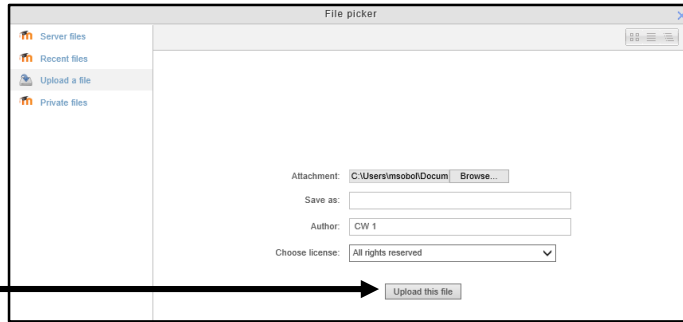 File picker
Server files
Recent files
Upload a file
Private files
Attachment: C:\Users\msobol\Docum Browse...
Save as:
Author: CW 1
Choose license: All rights reserved
Upload this file